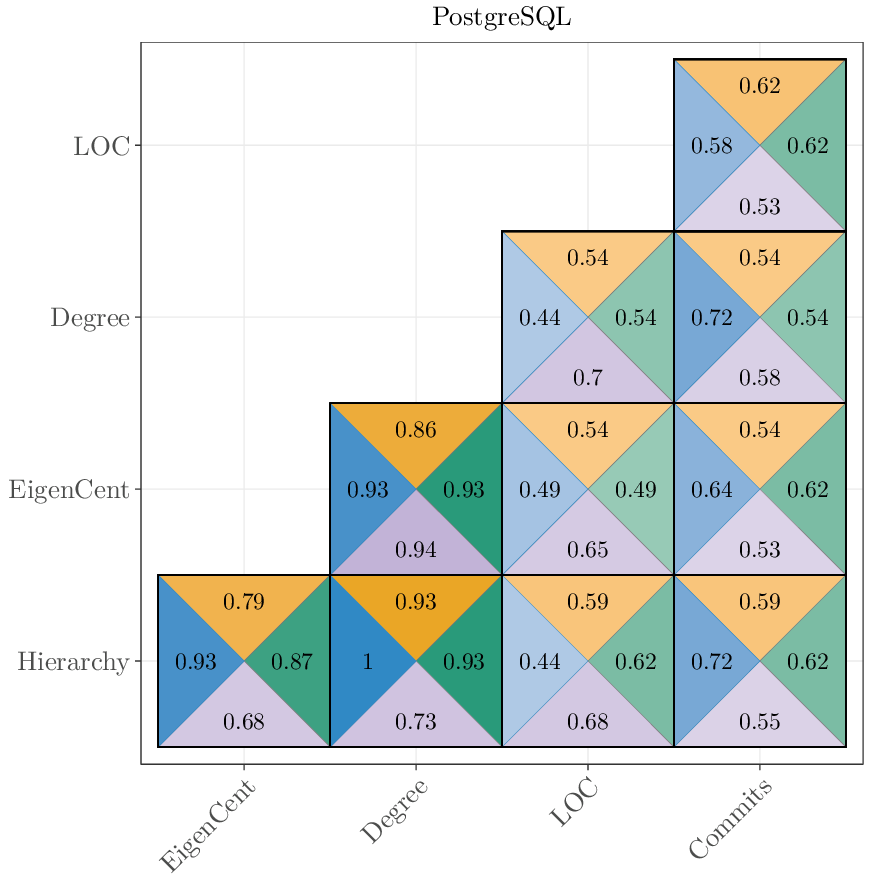 PostgreSQL
0.62
LOC
0.58 0.62
0.53
0.54 0.54
Degree
0.44 0.54 0.72 0.54
0.7 0.58
0.86 0.54 0.54
EigenCent
0.93 0.93 0.49 0.49 0.64 0.62
0.94 0.65 0.53
0.79 0.93 0.59 0.59
Hierarchy
0.93 0.87 1 0.93 0.44 0.62 0.72 0.62
0.68 0.73 0.68 0.55
EigenCent
Degree
LOC
Commits